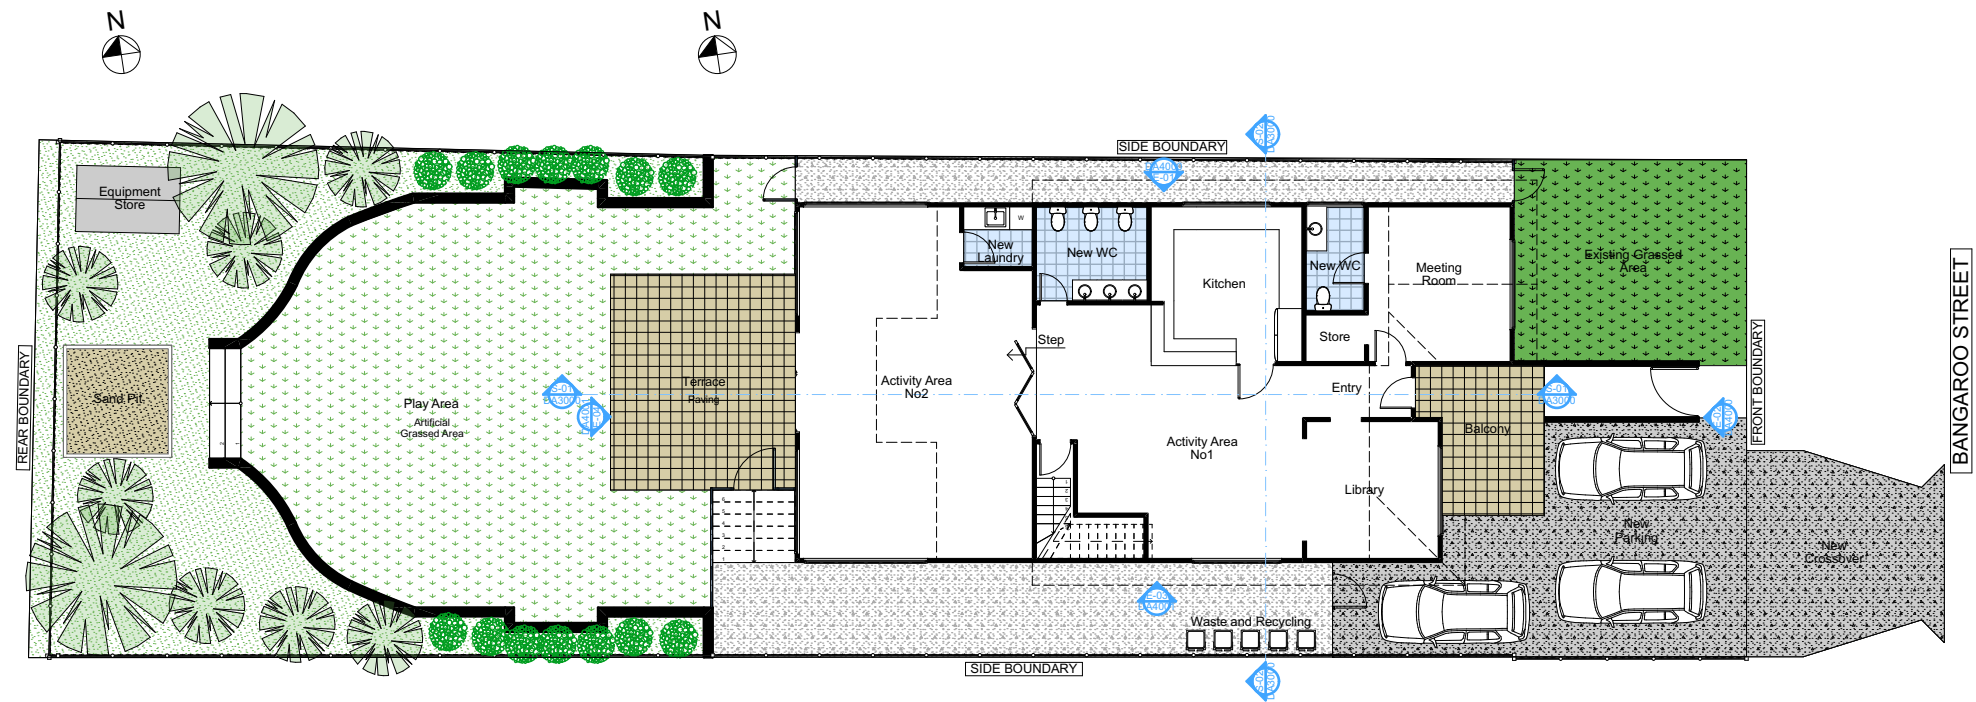 N
N
SIDE BOUNDARY
Equipment
Store
New
Laundry
W
New WC
Kitchen
New WC
Meeting
Room
Existing Grassed
Area
BANGAROO STREET
Step
Store
REAR BOUNDARY
Sand Pit
Play Area
Artificial
Grassed Area
Terrace
Paving
Activity Area
No2
Entry
FRONT BOUNDARY
Activity Area
No1
Balcony
Library
New
Parking
New
Crossover
Waste and Recycling
SIDE BOUNDARY